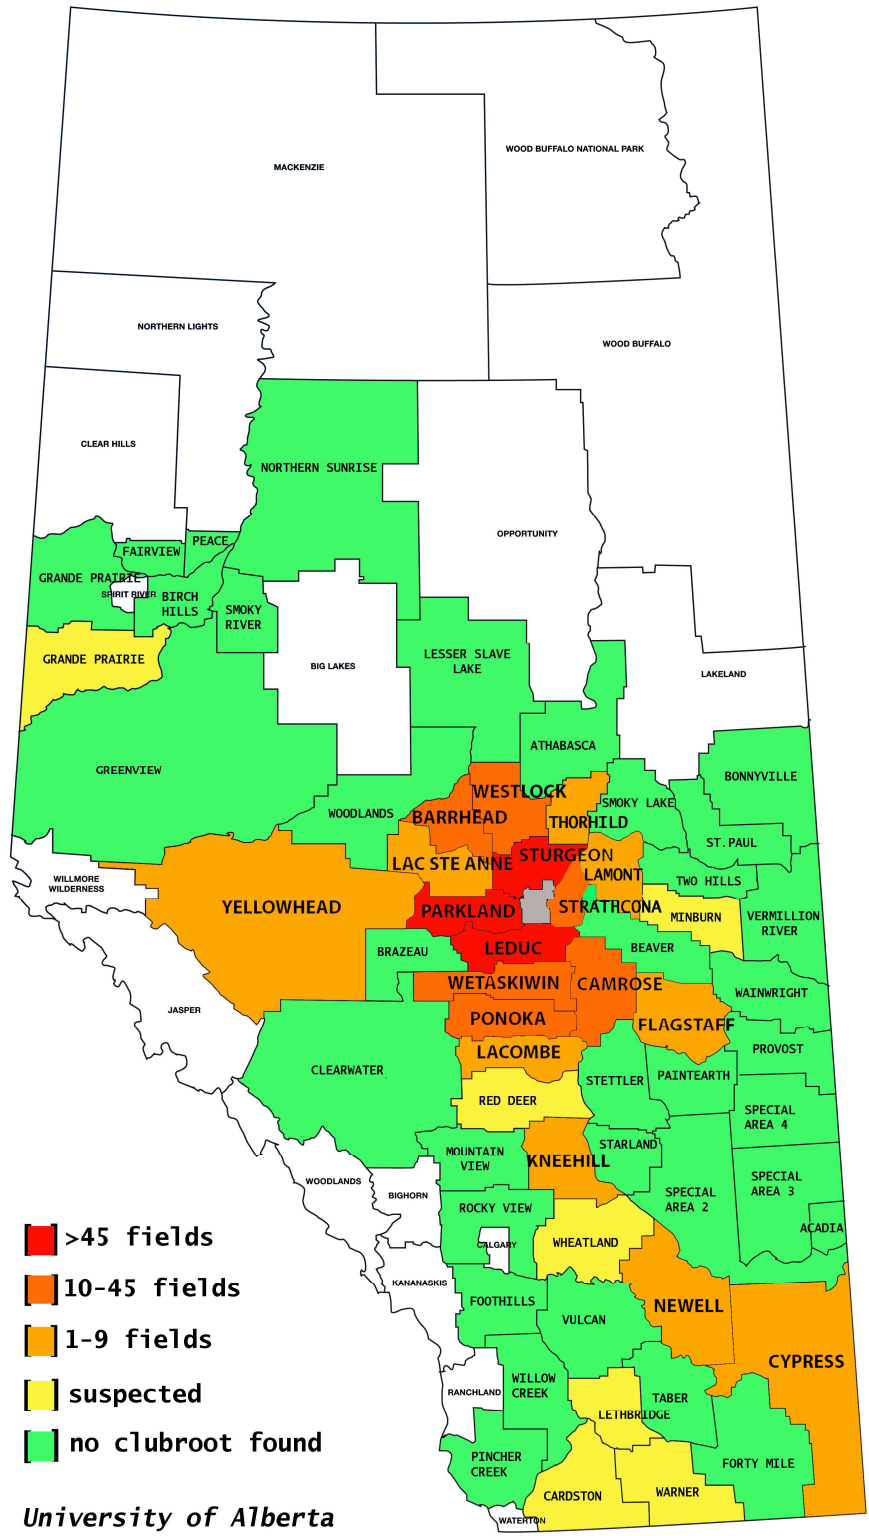 WOOD BUFFALO NATIONAL PARK
MACKENZIE
NORTHERN LIGHTS
WOOD BUFFALO
CLEAR HILLS
NORTHERN SUNRISE
OPPORTUNITY
PEACE
FAIRVIEW
GRANDE PRAIRIE
SPIRIT RIVER
BIRCH
HILLS
SMOKY
RIVER
GRANDE PRAIRIE
LESSER SLAVE
LAKE
BIG LAKES
LAKELAND
ATHABASCA
GREENVIEW
BONNYVILLE
WESTLOCK
SMOKY LAKE
WOODLANDS
BARRHEAD
THORHILD
ST.PAUL
STURGEON
LAC STE ANNE
LAMONT
TWO HILLS
WILLMORE
WILDERNESS
YELLOWHEAD
PARKLAND
STRATHCONA
MINBURN
VERMILLION
RIVER
LEDUC
BEAVER
BRAZEAU
WETASKIWIN
CAMROSE
WAINWRIGHT
JASPER
PONOKA
FLAGSTAFF
PROVOST
LACOMBE
CLEARWATER
STETTLER
PAINTEARTH
RED DEER
SPECIAL
AREA 4
MOUNTAIN
VIEW
STARLAND
KNEEHILL
WOODLANDS
BIGHORN
SPECIAL
AREA 3
SPECIAL
AREA 2
ROCKY VIEW
ACADIA
CALGARY
WHEATLAND
KANANASKIS
FOOTHILLS
NEWELL
VULCAN
CYPRESS
RANCHLAND
WILLOW
CREEK
TABER
LETHBRIDGE
PINCHER
CREEK
FORTY MILE
CARDSTON
WARNER
WATERTON
>45 fields
10-45 fields
1-9 fields
suspected
no clubroot found
University of Alberta